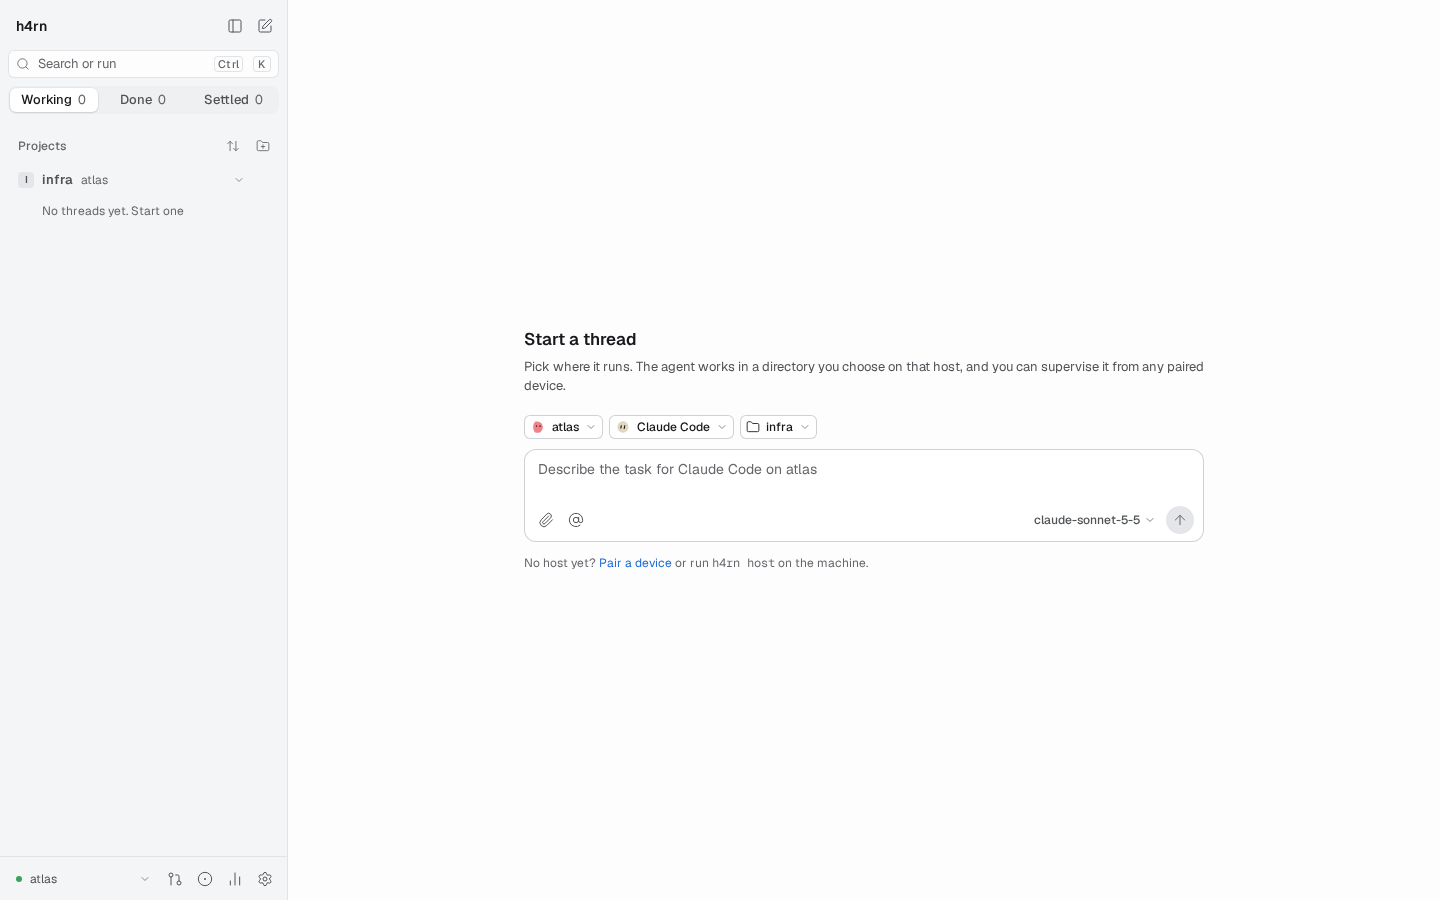 h4rn
Search or run Ctrl K
Working 0 Done 0 Settled 0
Projects
I infra atlas
No threads yet. Start one
Start a thread
Pick where it runs. The agent works in a directory you choose on that host, and you can supervise it from any paired
device.
atlas Claude Code infra
Describe the task for Claude Code on atlas
claude-sonnet-5-5
No host yet? Pair a device or run h4rn host on the machine.
atlas